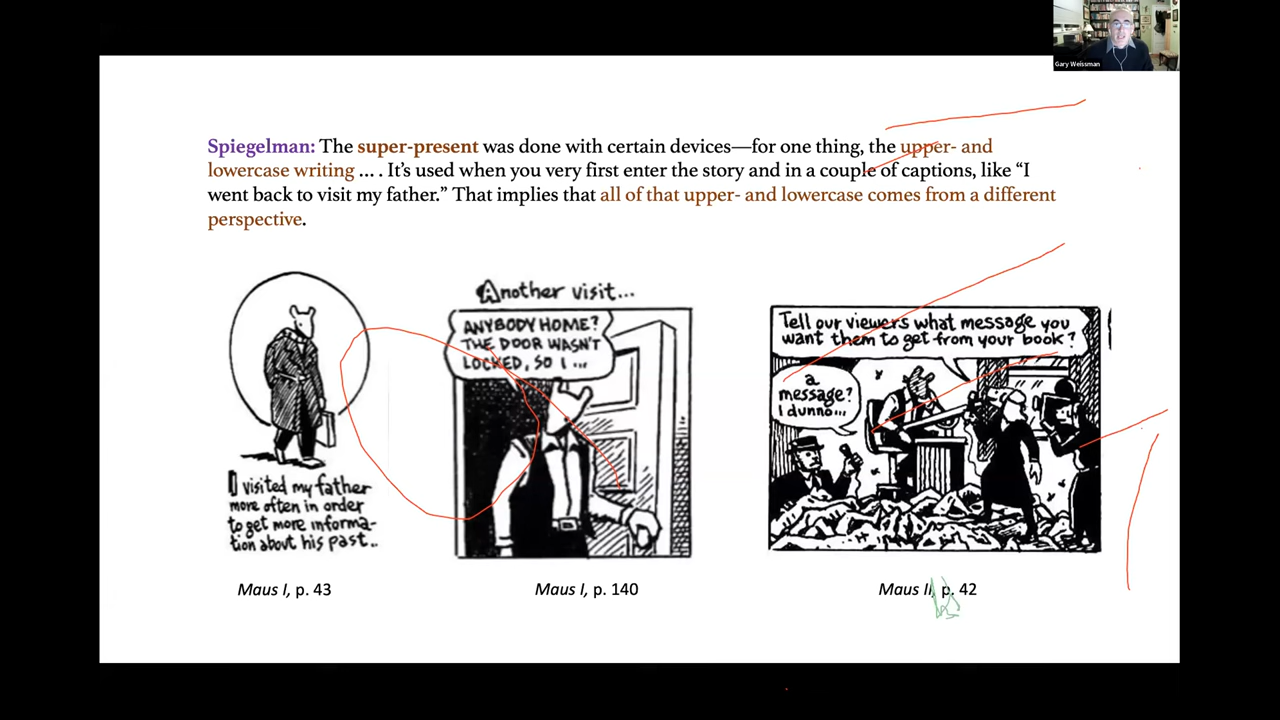 Gary Weissman
Spiegelman: The super-present was done with certain devices—for one thing, the upper- and
lowercase writing … . It’s used when you very first enter the story and in a couple of captions, like “I
went back to visit my father.” That implies that all of that upper- and lowercase comes from a different
perspective.
I visited my father
more often in order
to get more informa-
tion about his past..
Another visit...
ANYBODY HOME?
THE DOOR WASN'T
LOCKED, SO I ...
Tell our viewers what message you
want them to get from your book?
a
message?
I dunno...
Maus I, p. 43
Maus I, p. 140
Maus II, p. 42